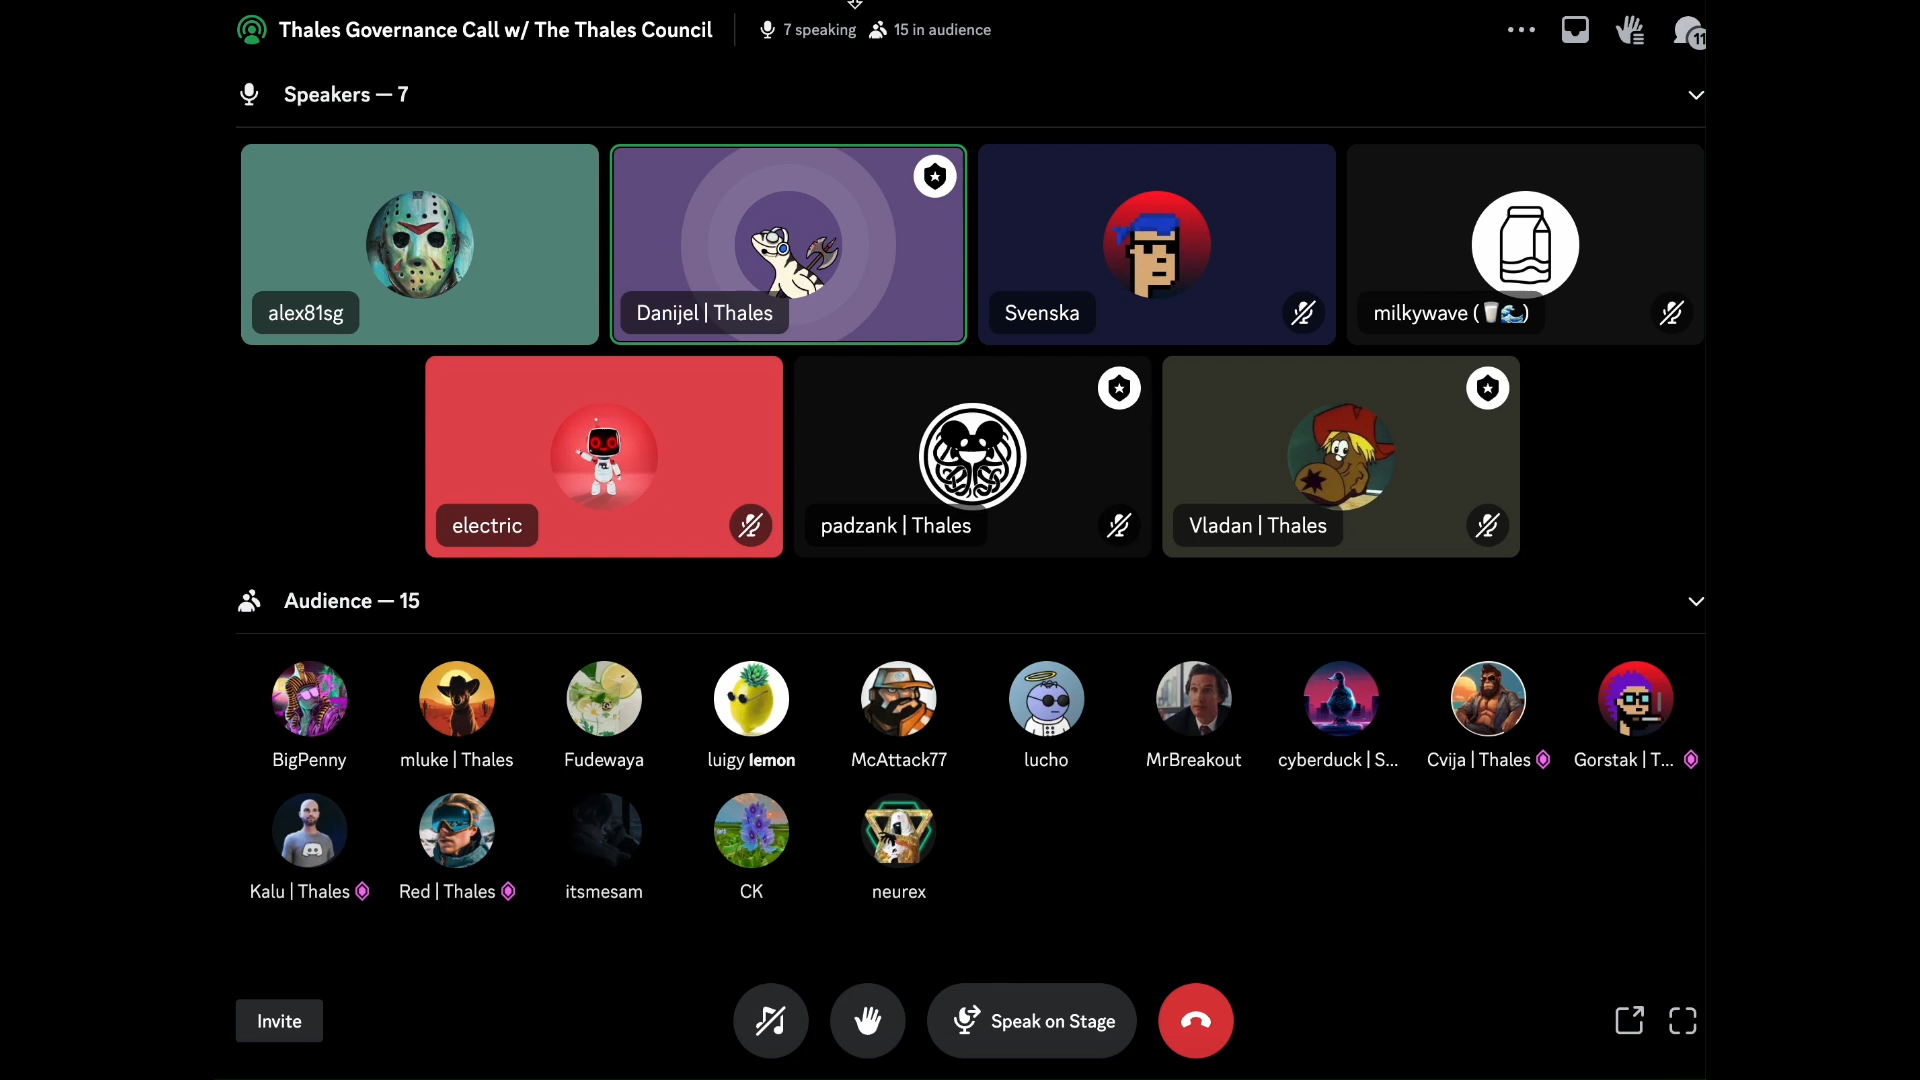 Thales Governance Call w/ The Thales Council
7 speaking
15 in audience
11
Speakers — 7
alex81sg
Danijel | Thales
Svenska
milkywave (🥛🌊)
electric
padzank | Thales
Vladan | Thales
Audience — 15
BigPenny
mluke | Thales
Fudewaya
luigy lemon
McAttack77
lucho
MrBreakout
cyberduck | S...
Cvija | Thales
Gorstak | T...
Kalu | Thales
Red | Thales
itsmesam
CK
neurex
Invite
Speak on Stage